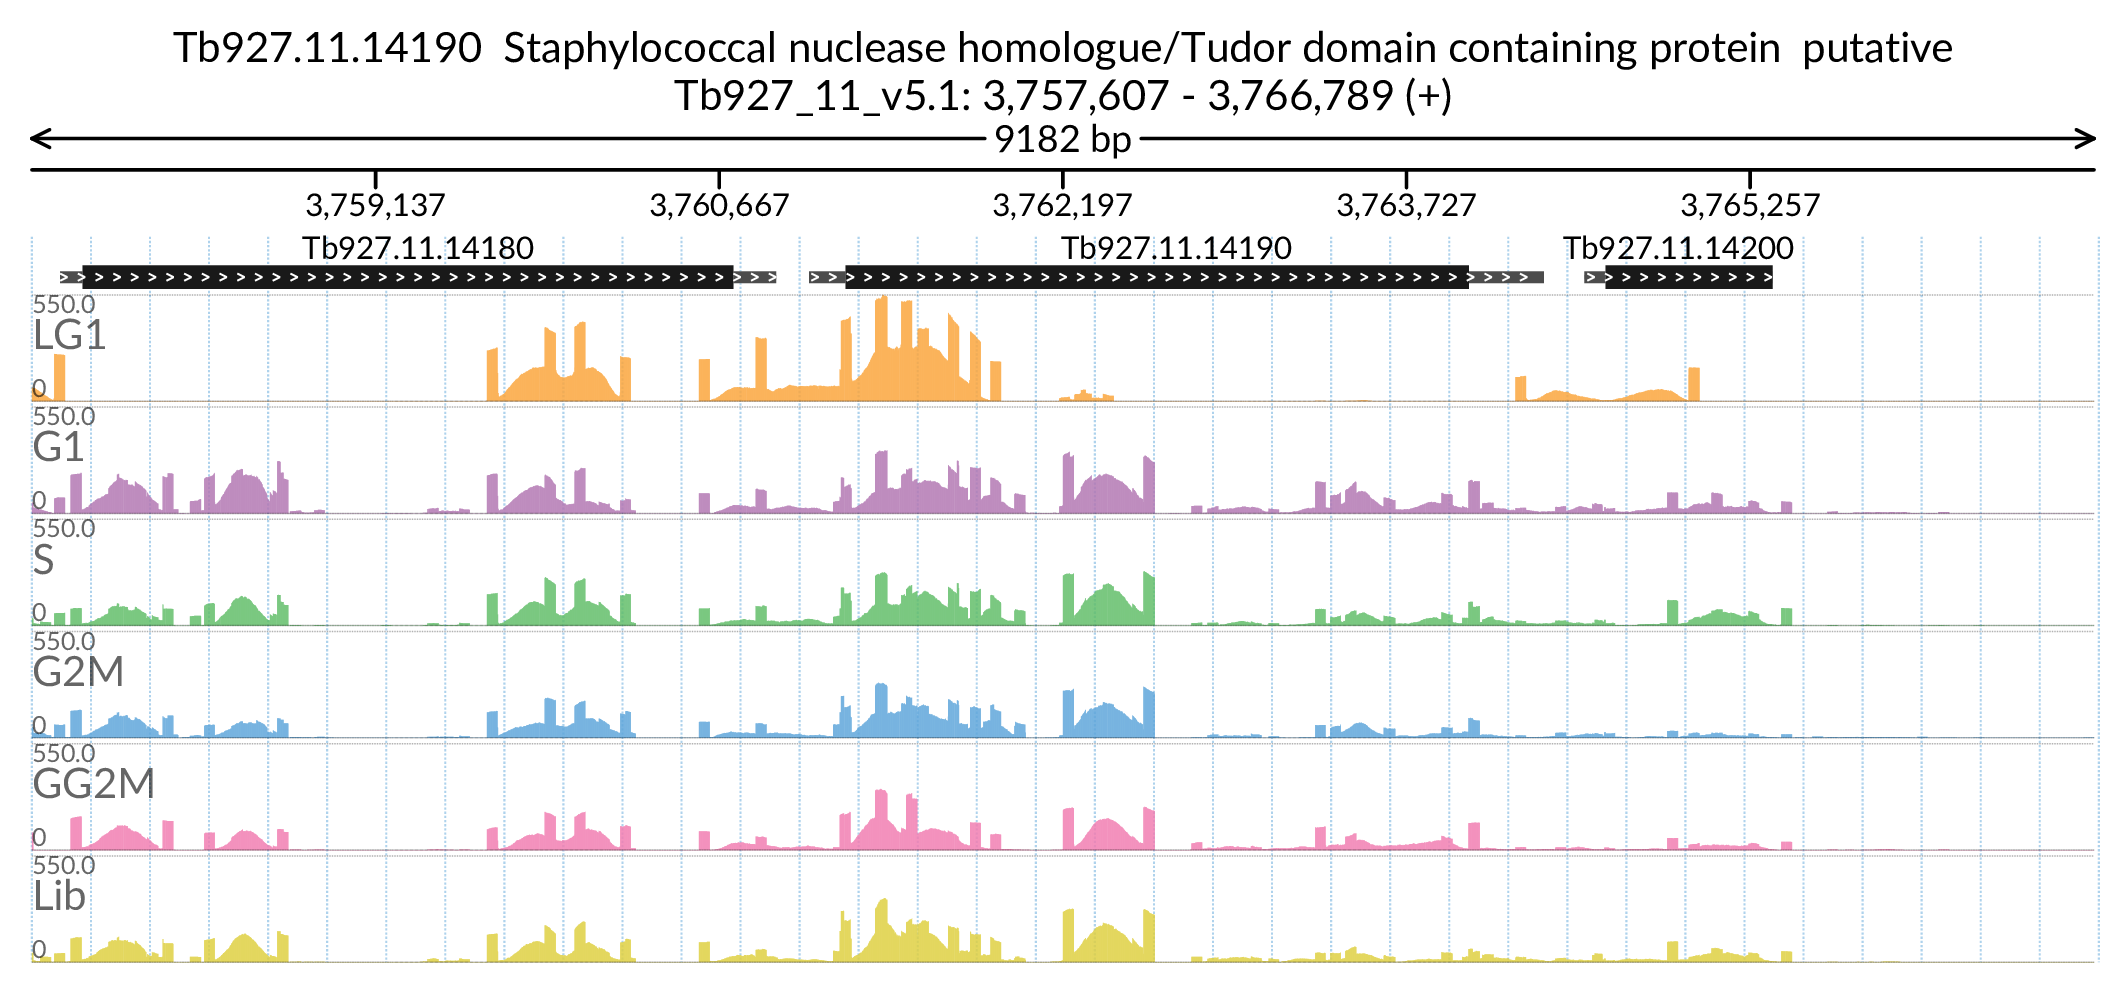 Tb927.11.14190  Staphylococcal nuclease homologue/Tudor domain containing protein  putative
Tb927_11_v5.1: 3,757,607 - 3,766,789 (+)
9182 bp
3,759,137 3,760,667 3,762,197 3,763,727 3,765,257
Tb927.11.14180 Tb927.11.14190 Tb927.11.14200
550.0
LG1
0
550.0
G1
0
550.0
S
0
550.0
G2M
0
550.0
GG2M
0
550.0
Lib
0